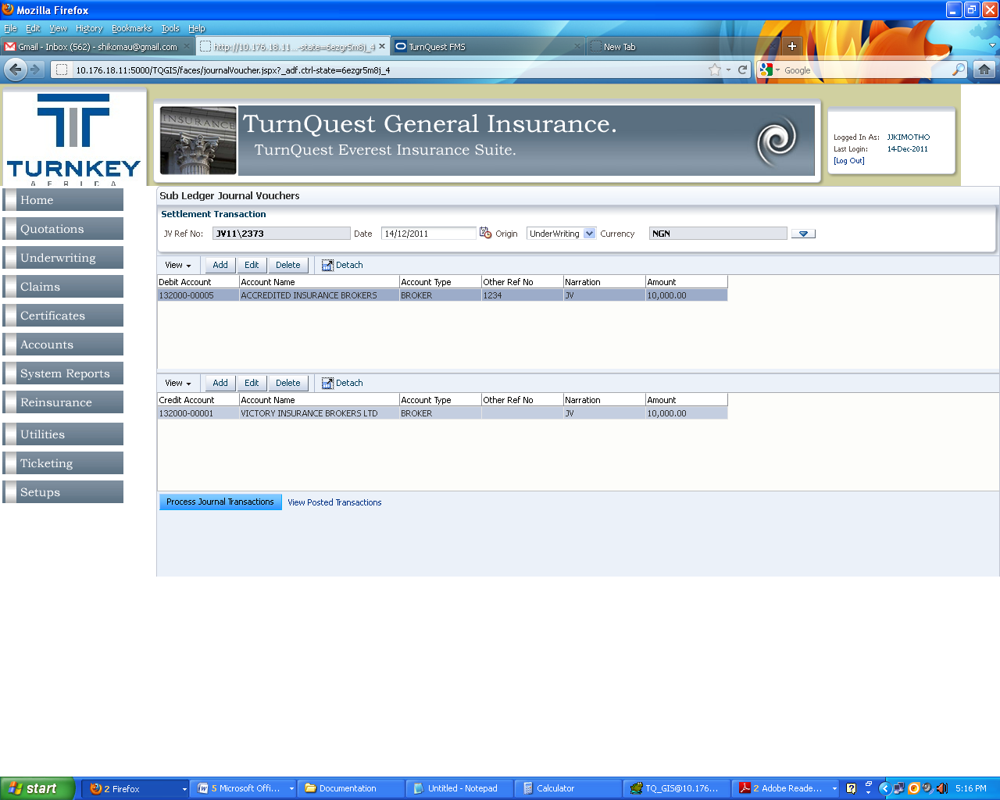 Mozilla Firefox
File Edit View History Bookmarks Tools Help
Gmail - Inbox (562) - shikomau@gmail.com http://10.176.18.11...-state=6ezgr5m8j_4 TurnQuest FMS New Tab
10.176.18.11:5000/TQGIS/faces/journalVoucher.jspx?_adf.ctrl-state=6ezgr5m8j_4 Google
TURNKEY
AFRICA
INSURANCE
TurnQuest General Insurance.
TurnQuest Everest Insurance Suite.
Logged In As: JJKIMOTHO
Last Login: 14-Dec-2011
[Log Out]
Home
Quotations
Underwriting
Claims
Certificates
Accounts
System Reports
Reinsurance
Utilities
Ticketing
Setups
Sub Ledger Journal Vouchers
Settlement Transaction
JV Ref No: JV11\2373 Date 14/12/2011 Origin UnderWriting Currency NGN
View Add Edit Delete Detach
Debit Account Account Name Account Type Other Ref No Narration Amount
132000-00005 ACCREDITED INSURANCE BROKERS BROKER 1234 JV 10,000.00
View Add Edit Delete Detach
Credit Account Account Name Account Type Other Ref No Narration Amount
132000-00001 VICTORY INSURANCE BROKERS LTD BROKER JV 10,000.00
Process Journal Transactions View Posted Transactions
start 2 Firefox 5 Microsoft Offi... Documentation Untitled - Notepad Calculator TQ_GIS@10.176... 2 Adobe Reade... 5:16 PM